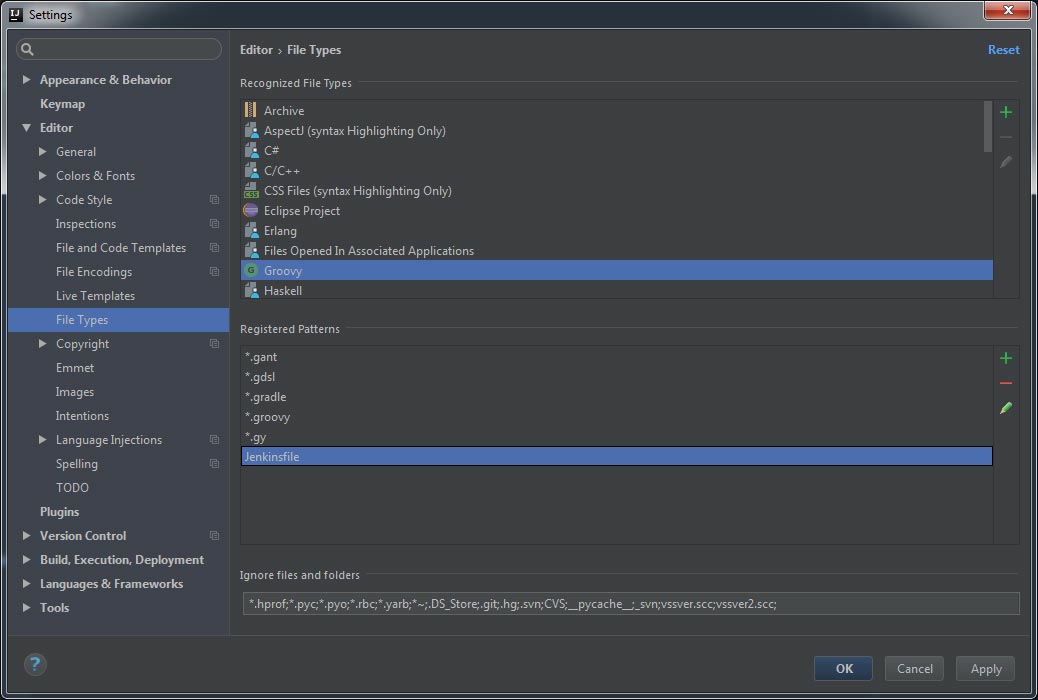 IJ Settings
Editor › File Types
Reset
Appearance & Behavior
Keymap
Editor
General
Colors & Fonts
Code Style
Inspections
File and Code Templates
File Encodings
Live Templates
File Types
Copyright
Emmet
Images
Intentions
Language Injections
Spelling
TODO
Plugins
Version Control
Build, Execution, Deployment
Languages & Frameworks
Tools
Recognized File Types
Archive
AspectJ (syntax Highlighting Only)
C#
C/C++
CSS CSS Files (syntax Highlighting Only)
Eclipse Project
Erlang
Files Opened In Associated Applications
G Groovy
Haskell
Registered Patterns
*.gant
*.gdsl
*.gradle
*.groovy
*.gy
Jenkinsfile
Ignore files and folders
*.hprof;*.pyc;*.pyo;*.rbc;*.yarb;*~;.DS_Store;.git;.hg;.svn;CVS;__pycache__;_svn;vssver.scc;vssver2.scc;
?
OK
Cancel
Apply